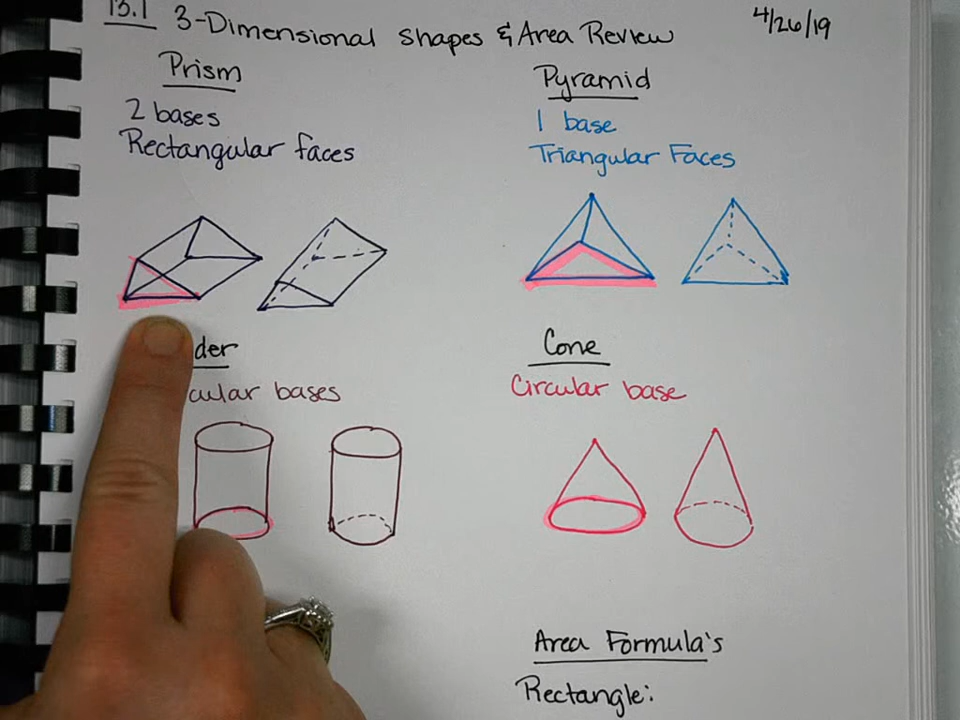 13.1 3-Dimensional Shapes & Area Review 4/26/19
Prism
2 bases
Rectangular faces
Pyramid
1 base
Triangular Faces
der
cular bases
Cone
Circular base
Area Formula's
Rectangle: